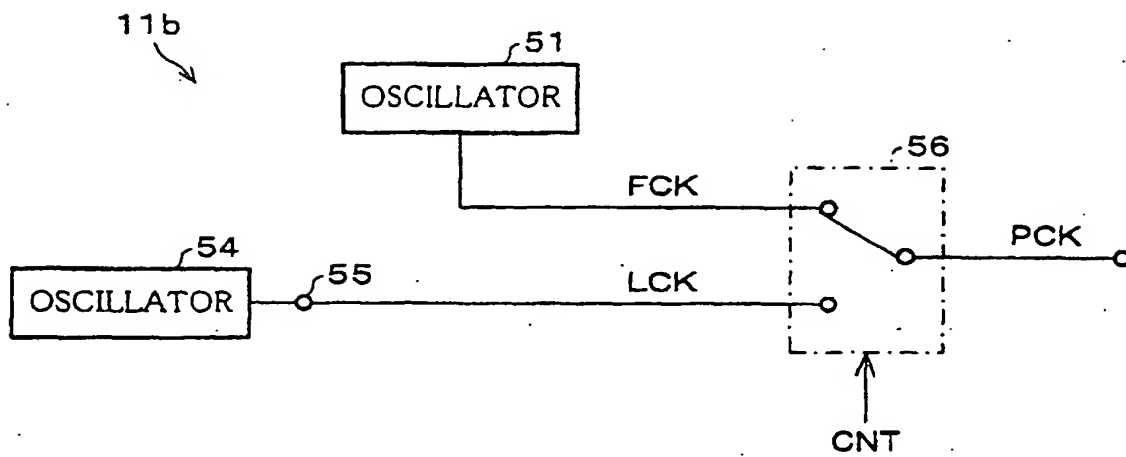 11b
51
OSCILLATOR
56
FCK
PCK
54
55
OSCILLATOR
LCK
CNT